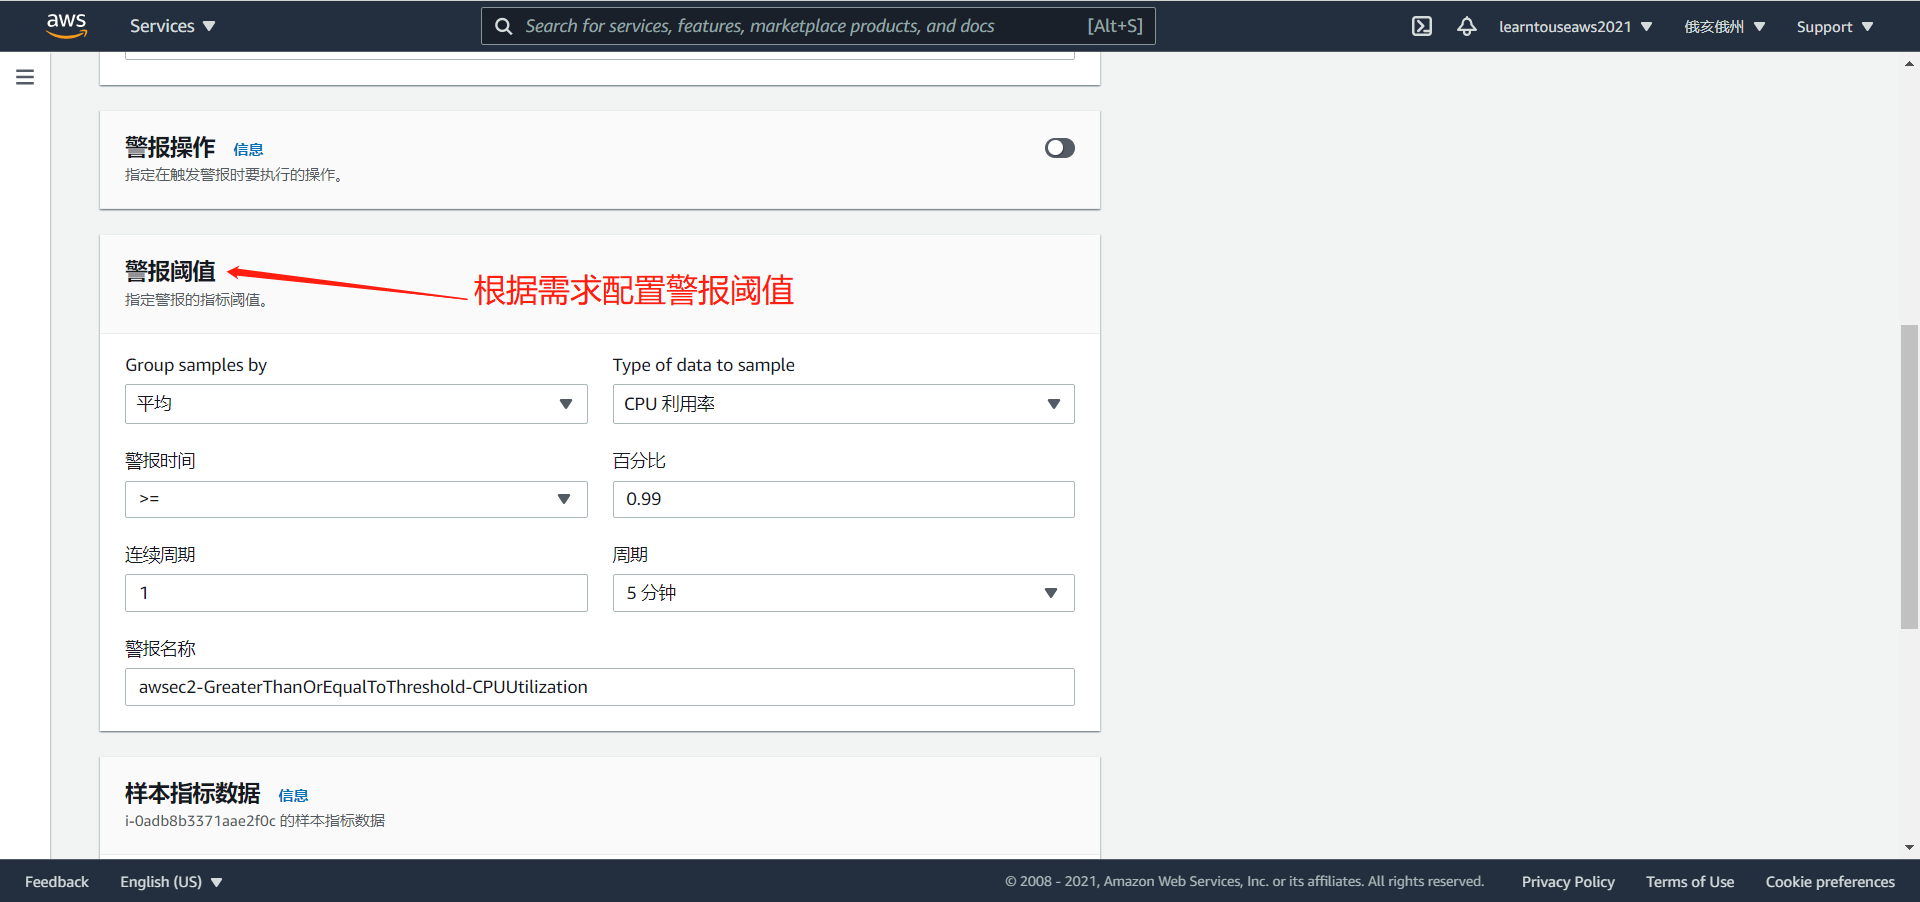 aws
Services
Search for services, features, marketplace products, and docs
[Alt+S]
learntouseaws2021
俄亥俄州
Support
警报操作 信息
指定在触发警报时要执行的操作。
警报阈值
指定警报的指标阈值。
根据需求配置警报阈值
Group samples by
Type of data to sample
平均
CPU 利用率
警报时间
百分比
>=
0.99
连续周期
周期
1
5 分钟
警报名称
awsec2-GreaterThanOrEqualToThreshold-CPUUtilization
样本指标数据 信息
i-0adb8b3371aae2f0c 的样本指标数据
Feedback
English (US)
© 2008 - 2021, Amazon Web Services, Inc. or its affiliates. All rights reserved.
Privacy Policy
Terms of Use
Cookie preferences